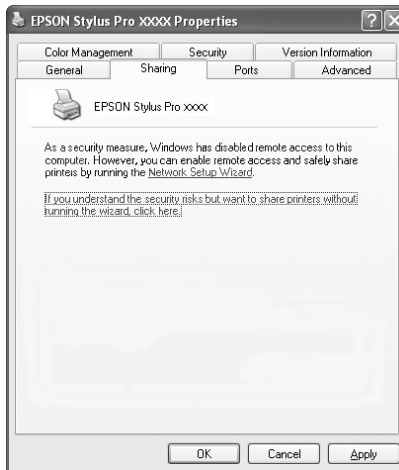 EPSON Stylus Pro XXXX Properties
Color Management Security Version Information
General Sharing Ports Advanced
EPSON Stylus Pro xxxx
As a security measure, Windows has disabled remote access to this
computer. However, you can enable remote access and safely share
printers by running the Network Setup Wizard.
If you understand the security risks but want to share printers without
running the wizard, click here.
OK Cancel Apply